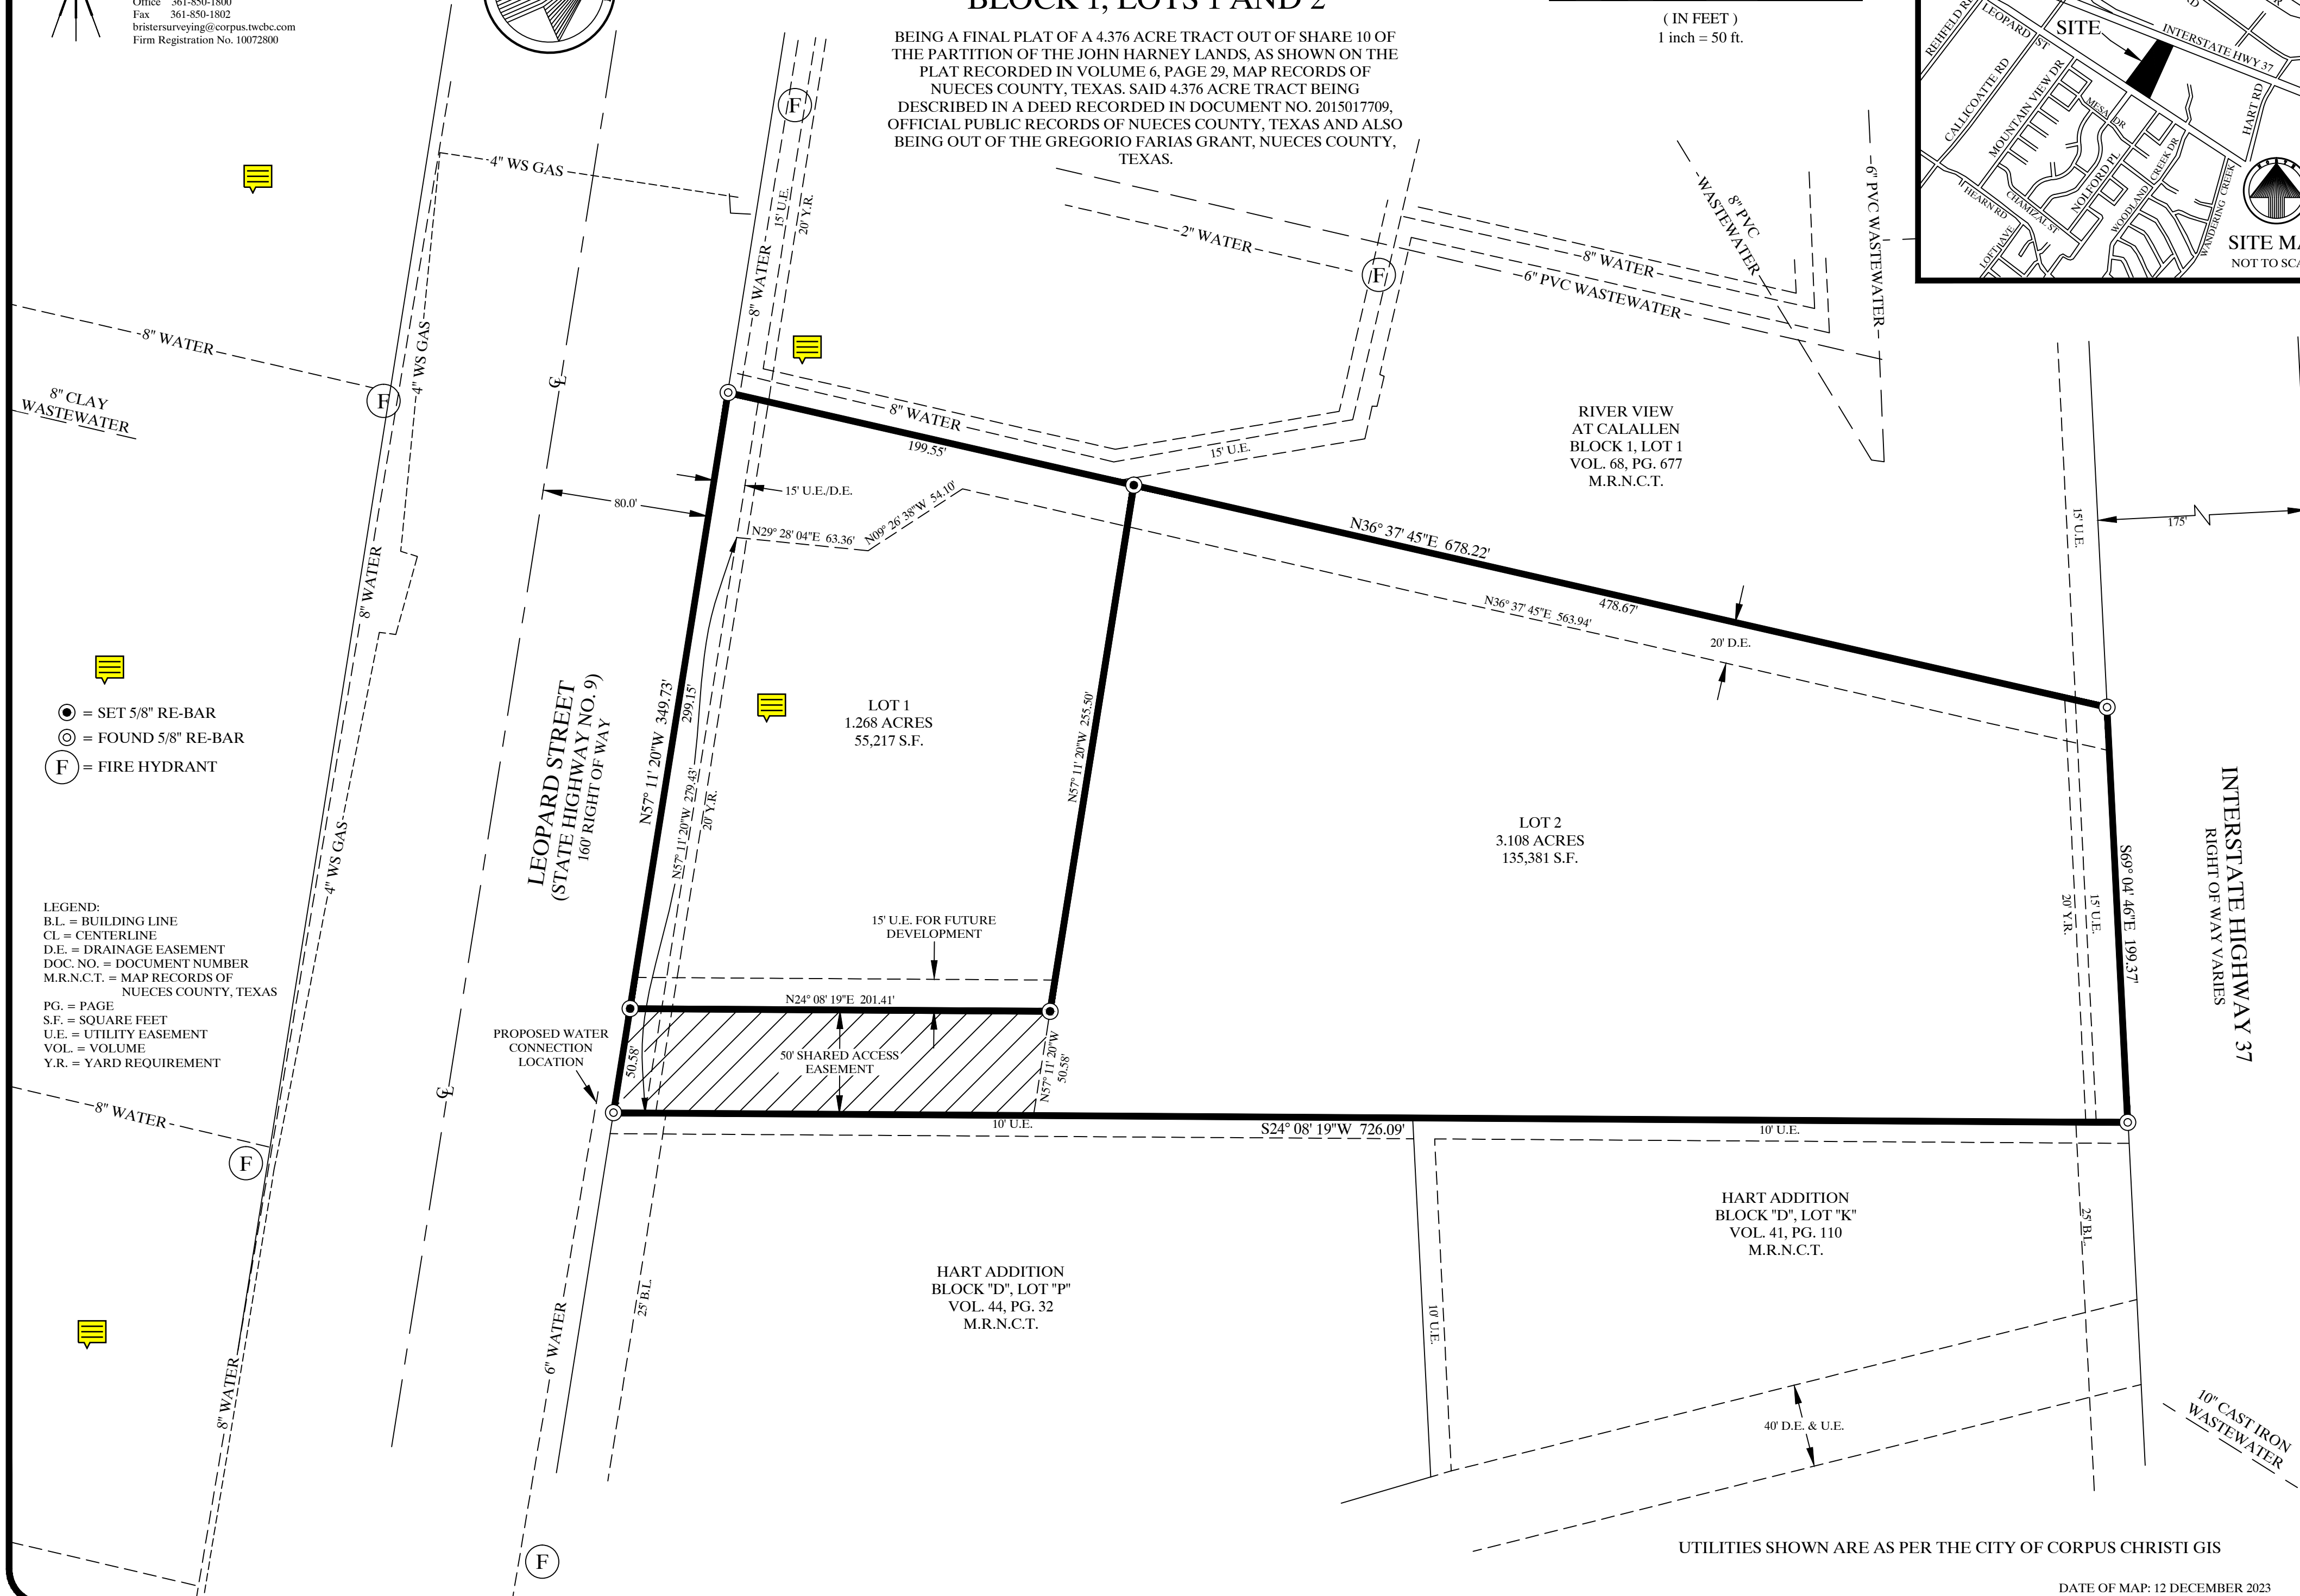 Office 361-850-1800
Fax 361-850-1802
bristersurveying@corpus.twcbc.com
Firm Registration No. 10072800
BLOCK 1, LOTS 1 AND 2
BEING A FINAL PLAT OF A 4.376 ACRE TRACT OUT OF SHARE 10 OF
THE PARTITION OF THE JOHN HARNEY LANDS, AS SHOWN ON THE
PLAT RECORDED IN VOLUME 6, PAGE 29, MAP RECORDS OF
NUECES COUNTY, TEXAS. SAID 4.376 ACRE TRACT BEING
DESCRIBED IN A DEED RECORDED IN DOCUMENT NO. 2015017709,
OFFICIAL PUBLIC RECORDS OF NUECES COUNTY, TEXAS AND ALSO
BEING OUT OF THE GREGORIO FARIAS GRANT, NUECES COUNTY,
TEXAS.
( IN FEET )
1 inch = 50 ft.
SITE
LEOPARD ST
INTERSTATE HWY 37
CALLICOATTE RD
MOUNTAIN VIEW DR
MESA DR
HART RD
NOLFORD PL
WOODLAND CREEK DR
WANDERING CREEK
HEARN RD
CHAMIZAL ST
NOT TO
4" WS GAS
15' U.E.
20' Y.R.
8" WATER
F
2" WATER
F
8" WATER
6" PVC WASTEWATER
8" PVC
WASTEWATER
6" PVC WASTEWATER
8" WATER
F
4" WS GAS
8" CLAY
WASTEWATER
℄
8" WATER
199.55'
15' U.E.
RIVER VIEW
AT CALALLEN
BLOCK 1, LOT 1
VOL. 68, PG. 677
M.R.N.C.T.
15' U.E./D.E.
80.0'
N29° 28' 04"E 63.36'
N09° 26' 38"W 54.10'
N36° 37' 45"E 678.22'
478.67'
N36° 37' 45"E 563.94'
20' D.E.
15' U.E.
175'
8" WATER
= SET 5/8" RE-BAR
= FOUND 5/8" RE-BAR
F = FIRE HYDRANT
LEOPARD STREET
(STATE HIGHWAY NO. 9)
160' RIGHT OF WAY
N57° 11' 20"W 349.73'
299.15'
N57° 11' 20"W 279.43'
20' Y.R.
LOT 1
1.268 ACRES
55,217 S.F.
N57° 11' 20"W 255.50'
LOT 2
3.108 ACRES
135,381 S.F.
4" WS GAS
20' Y.R.
15' U.E.
S69° 04' 46"E 199.37'
INTERSTATE HIGHWAY 37
RIGHT OF WAY VARIES
LEGEND:
B.L. = BUILDING LINE
CL = CENTERLINE
D.E. = DRAINAGE EASEMENT
DOC. NO. = DOCUMENT NUMBER
M.R.N.C.T. = MAP RECORDS OF
NUECES COUNTY, TEXAS
PG. = PAGE
S.F. = SQUARE FEET
U.E. = UTILITY EASEMENT
VOL. = VOLUME
Y.R. = YARD REQUIREMENT
15' U.E. FOR FUTURE
DEVELOPMENT
N24° 08' 19"E 201.41'
PROPOSED WATER
CONNECTION
LOCATION
50.58'
50' SHARED ACCESS
EASEMENT
N57° 11' 20"W
50.58'
℄
8" WATER
F
10' U.E.
S24° 08' 19"W 726.09'
10' U.E.
HART ADDITION
BLOCK "D", LOT "K"
VOL. 41, PG. 110
M.R.N.C.T.
25' B.L.
HART ADDITION
BLOCK "D", LOT "P"
VOL. 44, PG. 32
M.R.N.C.T.
25' B.L.
6" WATER
10' U.E.
8" WATER
40' D.E. & U.E.
10" CAST IRON
WASTEWATER
F
UTILITIES SHOWN ARE AS PER THE CITY OF CORPUS CHRISTI GIS
DATE OF MAP: 12 DECEMBER 2023